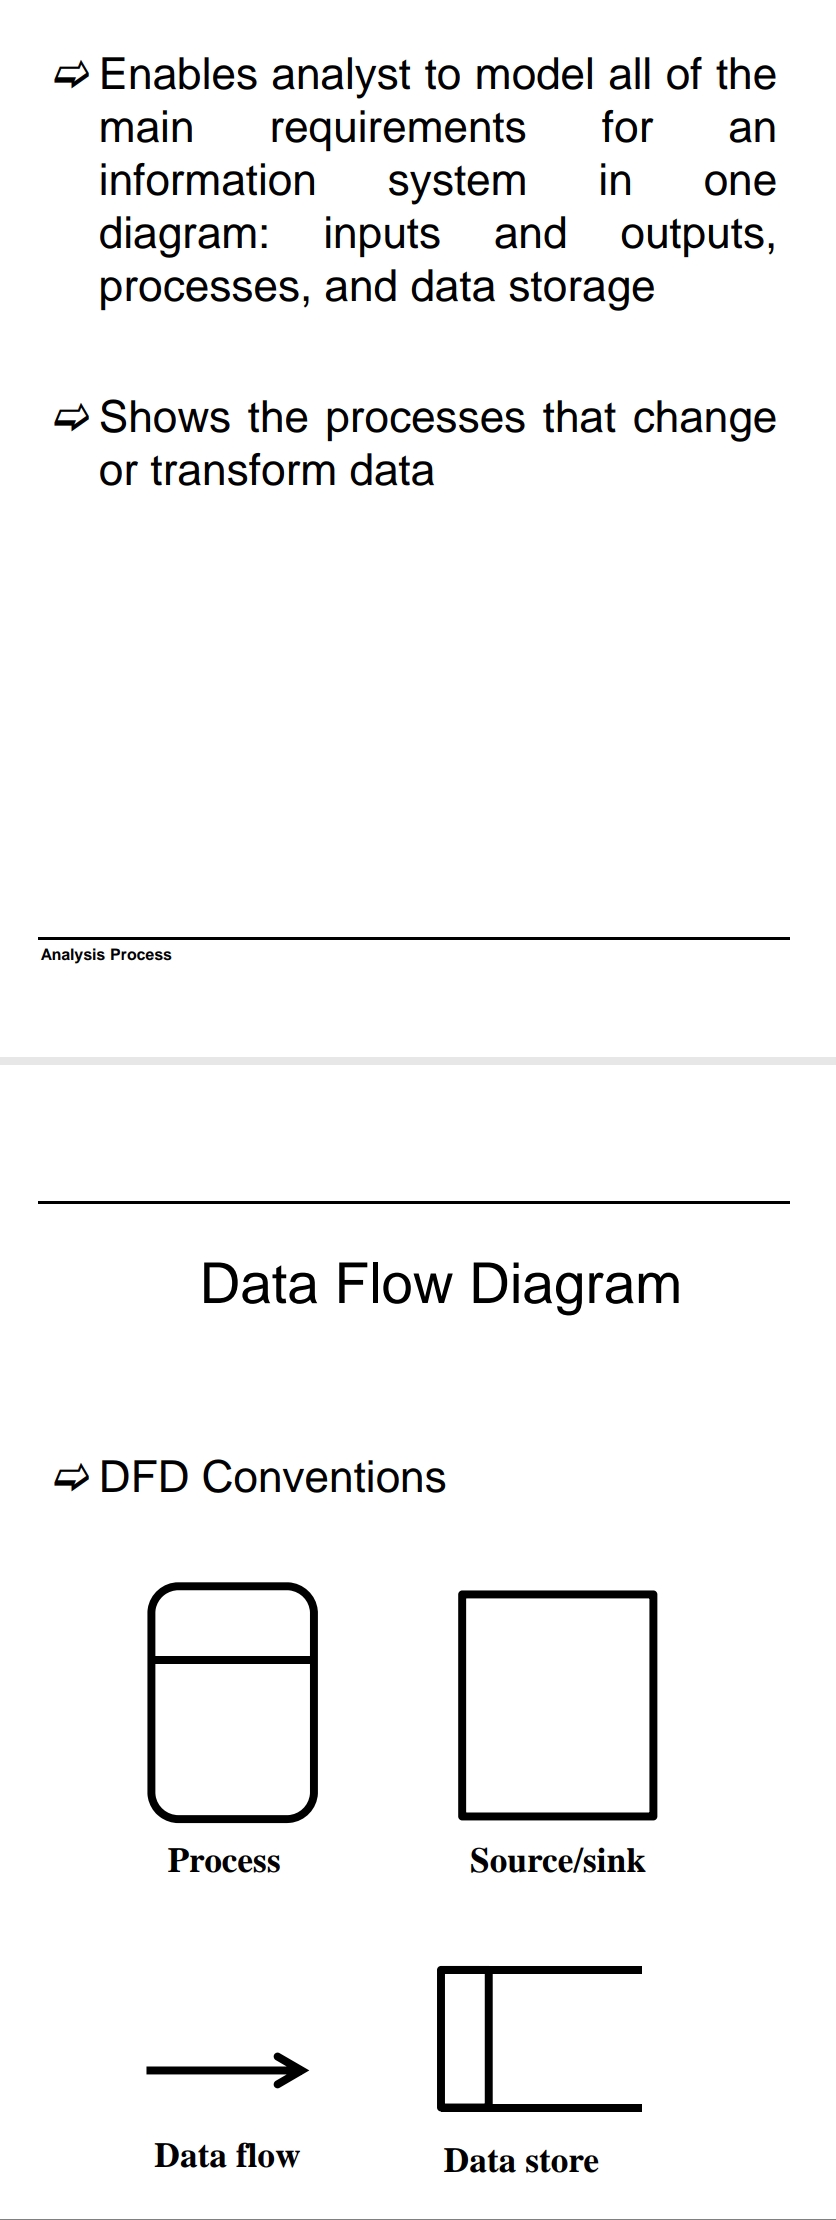 ➯ Enables analyst to model all of the
main requirements for an
information system in one
diagram: inputs and outputs,
processes, and data storage
➯ Shows the processes that change
or transform data
Analysis Process
Data Flow Diagram
➯ DFD Conventions
Process
Source/sink
Data flow
Data store